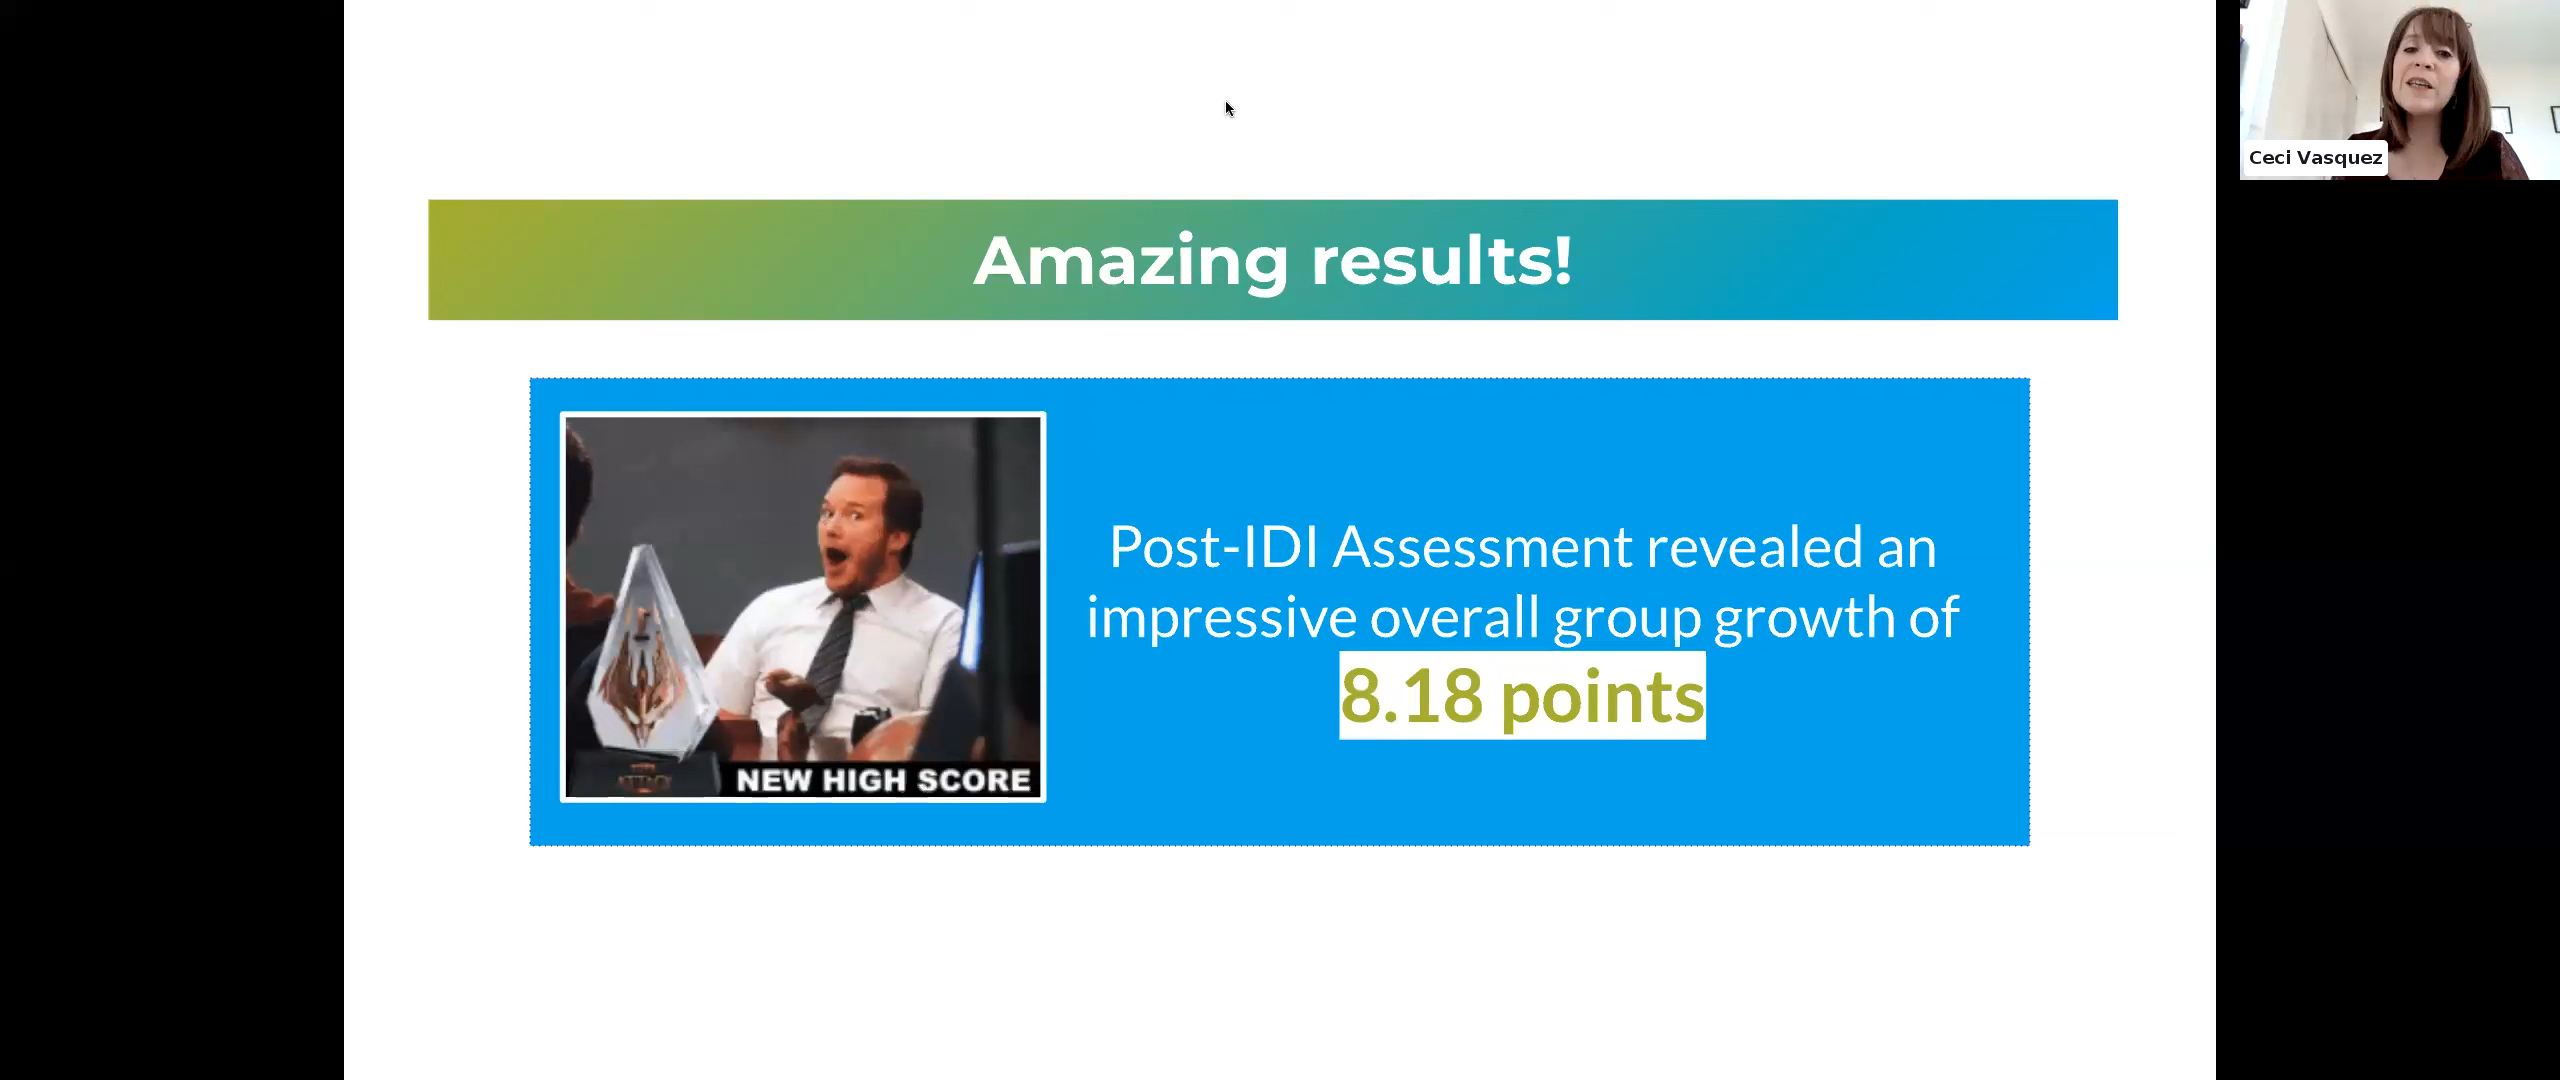 Ceci Vasquez
Amazing results!
Post-IDI Assessment revealed an
impressive overall group growth of
8.18 points
NEW HIGH SCORE